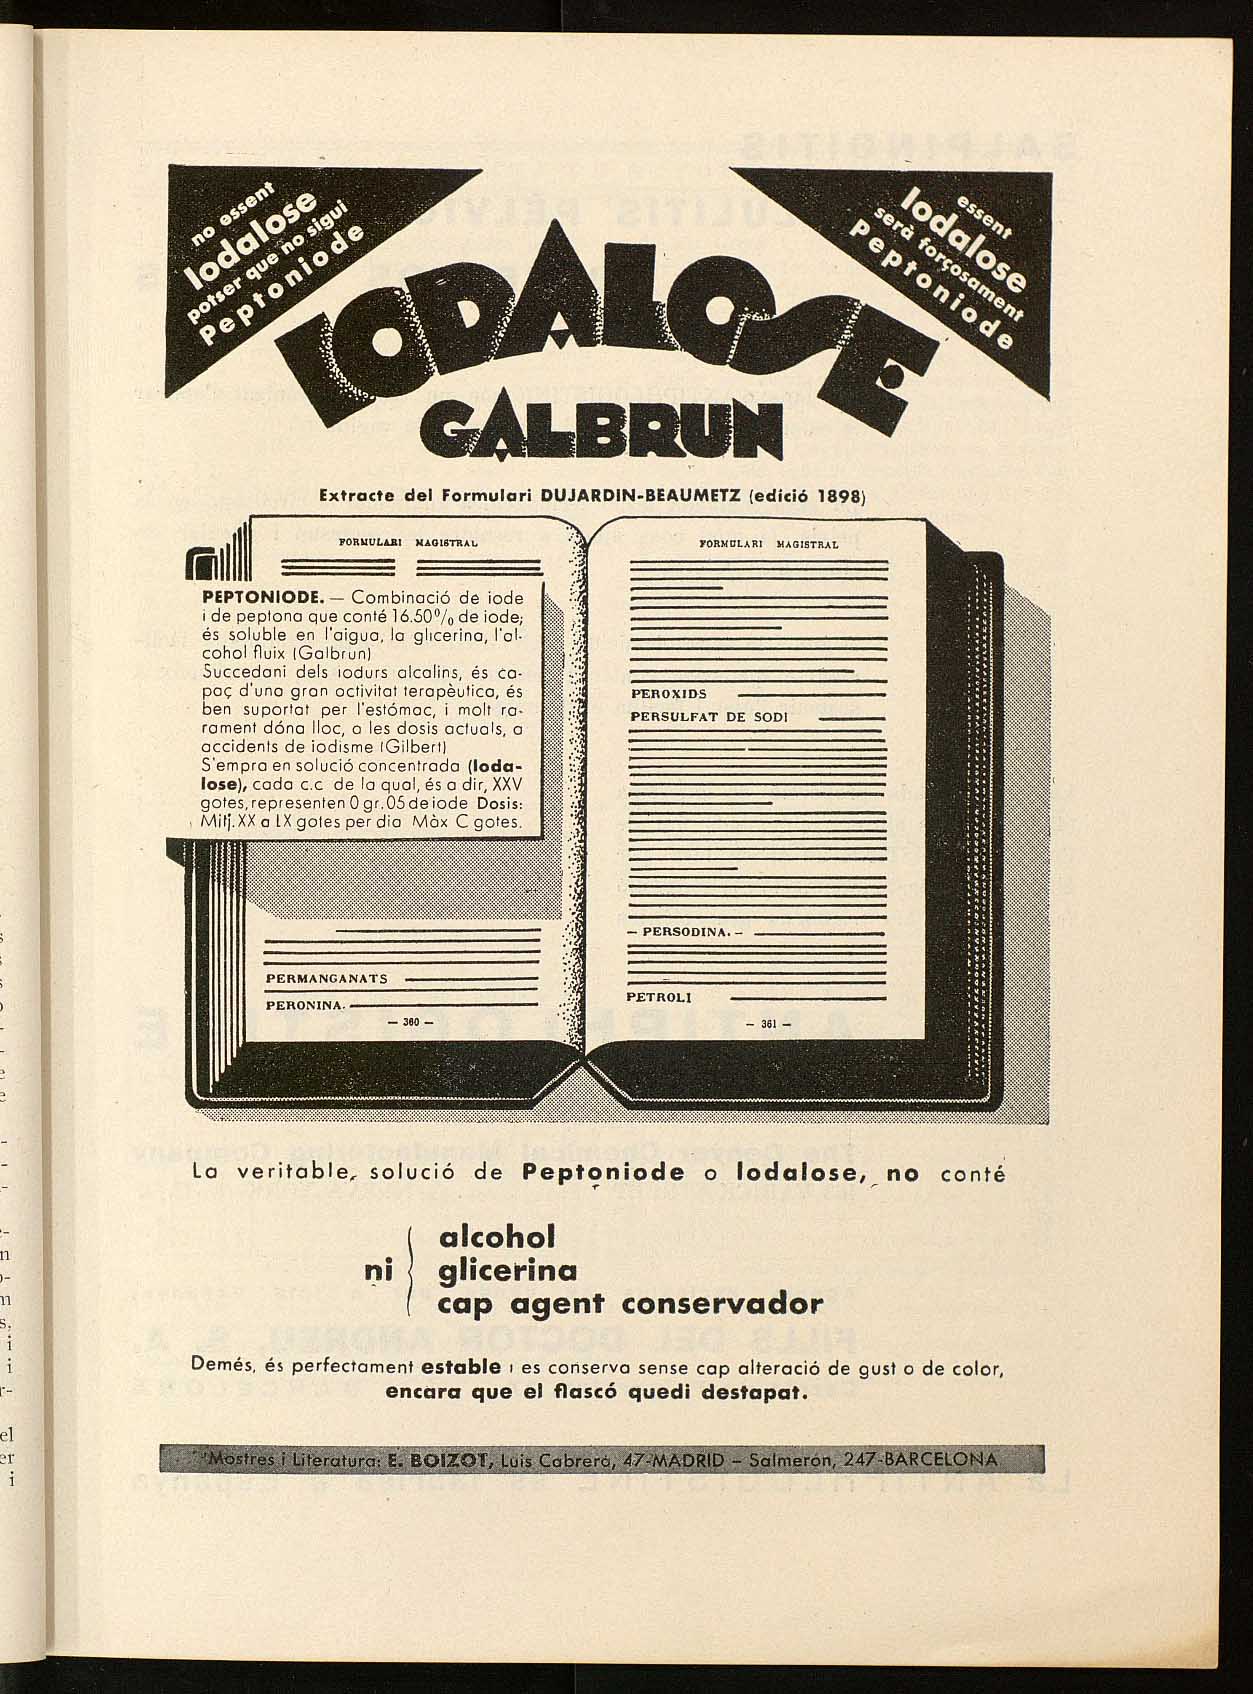 no essent
Iodalose
potser que no sigui
Peptoniode
essent
Iodalose
serà forçosament
Peptoniode
IODALOSE
GALBRUN
Extracte del Formulari DUJARDIN-BEAUMETZ (edició 1898)
FORMULARI MAGISTRAL
PEPTONIODE. — Combinació de iode
i de peptona que conté 16.50% de iode;
és soluble en l'aigua, la glicerina, l'al-
cohol fluix (Galbrun)
Succedani dels iodurs alcalins, és ca-
paç d'una gran activitat terapèutica, és
ben suportat per l'estómac, i molt ra-
rament dóna lloc, a les dosis actuals, a
accidents de iodisme (Gilbert)
S'empra en solució concentrada (Ioda-
lose), cada c.c de la qual, és a dir, XXV
gotes, representen 0 gr. 05 de iode Dosis:
Mitj. XX a LX gotes per dia Màx C gotes.
PERMANGANATS
PERONINA.
— 360 —
FORMULARI MAGISTRAL
PEROXIDS
PERSULFAT DE SODI
— PERSODINA. —
PETROLI
— 361 —
La veritable, solució de Peptoniode o Iodalose, no conté
ni
alcohol
glicerina
cap agent conservador
Demés, és perfectament estable i es conserva sense cap alteració de gust o de color,
encara que el flascó quedi destapat.
Mostres i Literatura: E. BOIZOT, Luis Cabrera, 47-MADRID – Salmerón, 247-BARCELONA